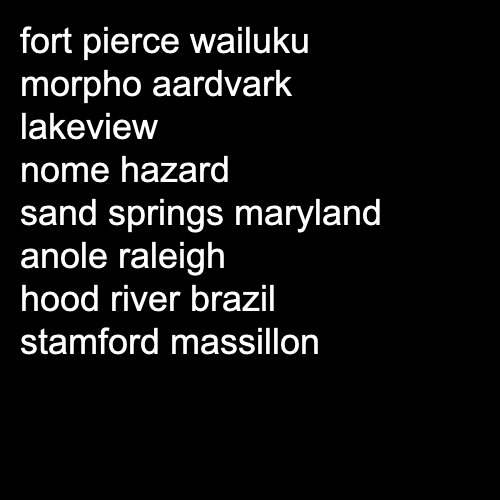 fort pierce wailuku
morpho aardvark
lakeview
nome hazard
sand springs maryland
anole raleigh
hood river brazil
stamford massillon